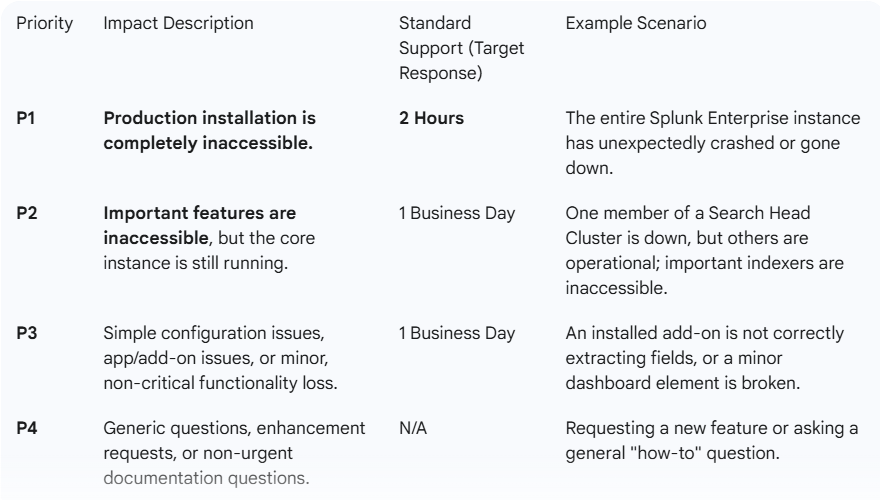 Priority
Impact Description
Standard
Support (Target
Response)
Example Scenario
P1
Production installation is
completely inaccessible.
2 Hours
The entire Splunk Enterprise instance
has unexpectedly crashed or gone
down.
P2
Important features are
inaccessible, but the core
instance is still running.
1 Business Day
One member of a Search Head
Cluster is down, but others are
operational; important indexers are
inaccessible.
P3
Simple configuration issues,
app/add-on issues, or minor,
non-critical functionality loss.
1 Business Day
An installed add-on is not correctly
extracting fields, or a minor
dashboard element is broken.
P4
Generic questions, enhancement
requests, or non-urgent
documentation questions.
N/A
Requesting a new feature or asking a
general "how-to" question.